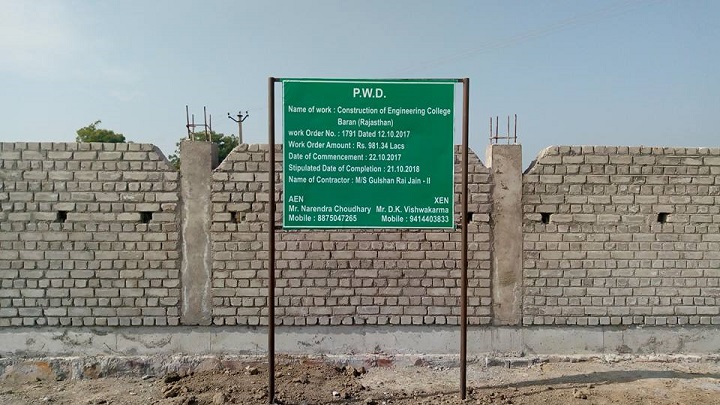 P.W.D.
Name of work : Construction of Engineering College
Baran (Rajasthan)
work Order No. : 1791 Dated 12.10.2017
Work Order Amount : Rs. 981.34 Lacs
Date of Commencement : 22.10.2017
Stipulated Date of Completion : 21.10.2018
Name of Contractor : M/S Gulshan Rai Jain - II
AEN XEN
Mr. Narendra Choudhary Mr. D.K. Vishwakarma
Mobile : 8875047265 Mobile : 9414403833